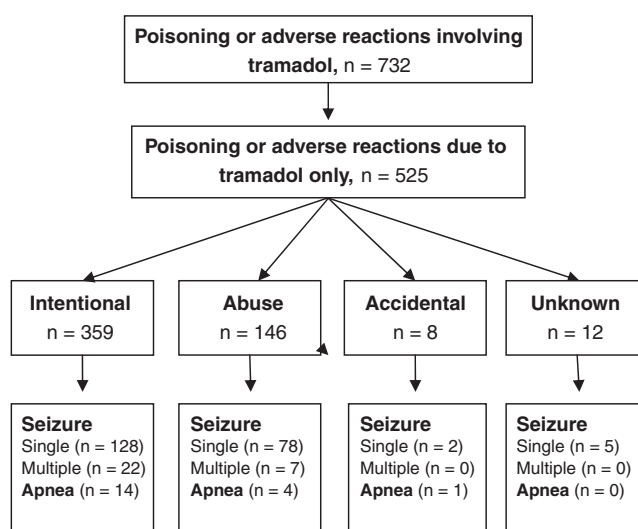 Poisoning or adverse reactions involving
tramadol, n = 732
Poisoning or adverse reactions due to
tramadol only, n = 525
Intentional
n = 359
Abuse
n = 146
Accidental
n = 8
Unknown
n = 12
Seizure
Single (n = 128)
Multiple (n = 22)
Apnea (n = 14)
Seizure
Single (n = 78)
Multiple (n = 7)
Apnea (n = 4)
Seizure
Single (n = 2)
Multiple (n = 0)
Apnea (n = 1)
Seizure
Single (n = 5)
Multiple (n = 0)
Apnea (n = 0)